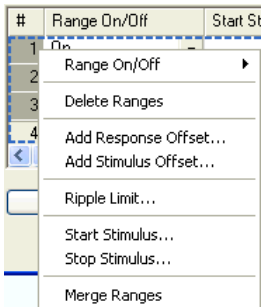 # Range On/Off Start St
1 On
2
3
4
Range On/Off
Delete Ranges
Add Response Offset...
Add Stimulus Offset...
Ripple Limit...
Start Stimulus...
Stop Stimulus...
Merge Ranges